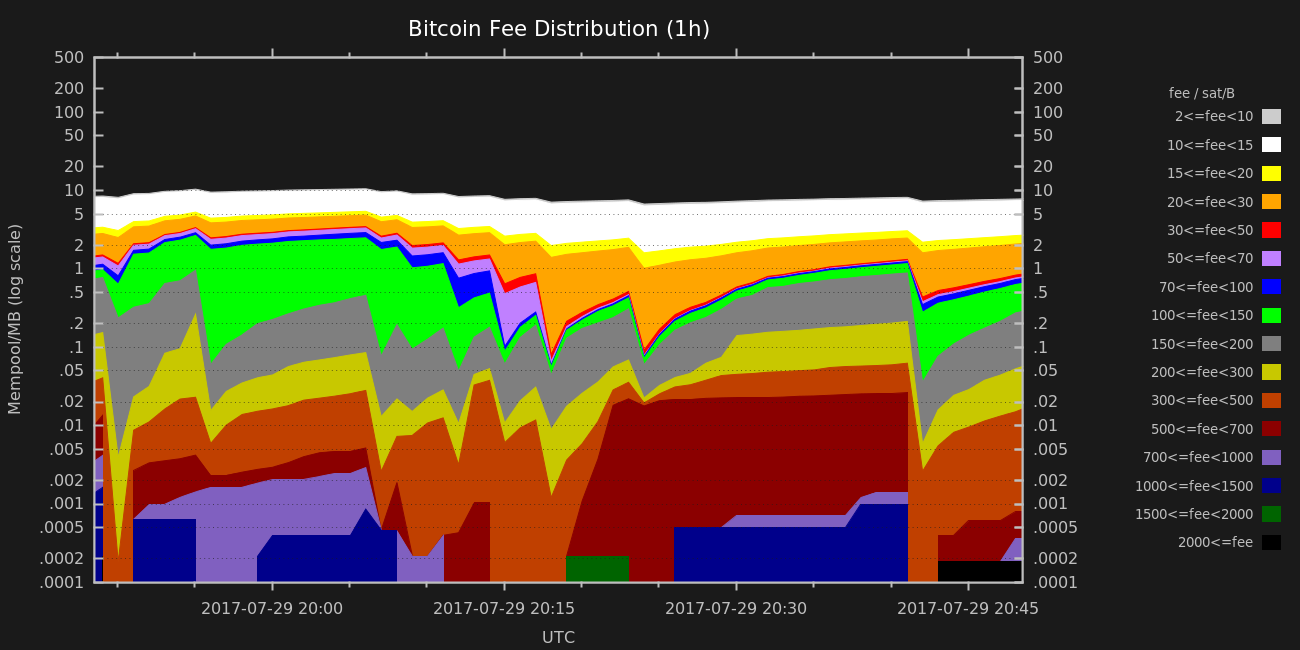 Bitcoin Fee Distribution (1h)
500 500
200 200
100 100
50 50
20 20
10 10
5 5
2 2
1 1
.5 .5
.2 .2
.1 .1
.05 .05
.02 .02
.01 .01
.005 .005
.002 .002
.001 .001
.0005 .0005
.0002 .0002
.0001 .0001
Mempool/MB (log scale)
2017-07-29 20:00 2017-07-29 20:15 2017-07-29 20:30 2017-07-29 20:45
UTC
fee / sat/B
2<=fee<10
10<=fee<15
15<=fee<20
20<=fee<30
30<=fee<50
50<=fee<70
70<=fee<100
100<=fee<150
150<=fee<200
200<=fee<300
300<=fee<500
500<=fee<700
700<=fee<1000
1000<=fee<1500
1500<=fee<2000
2000<=fee